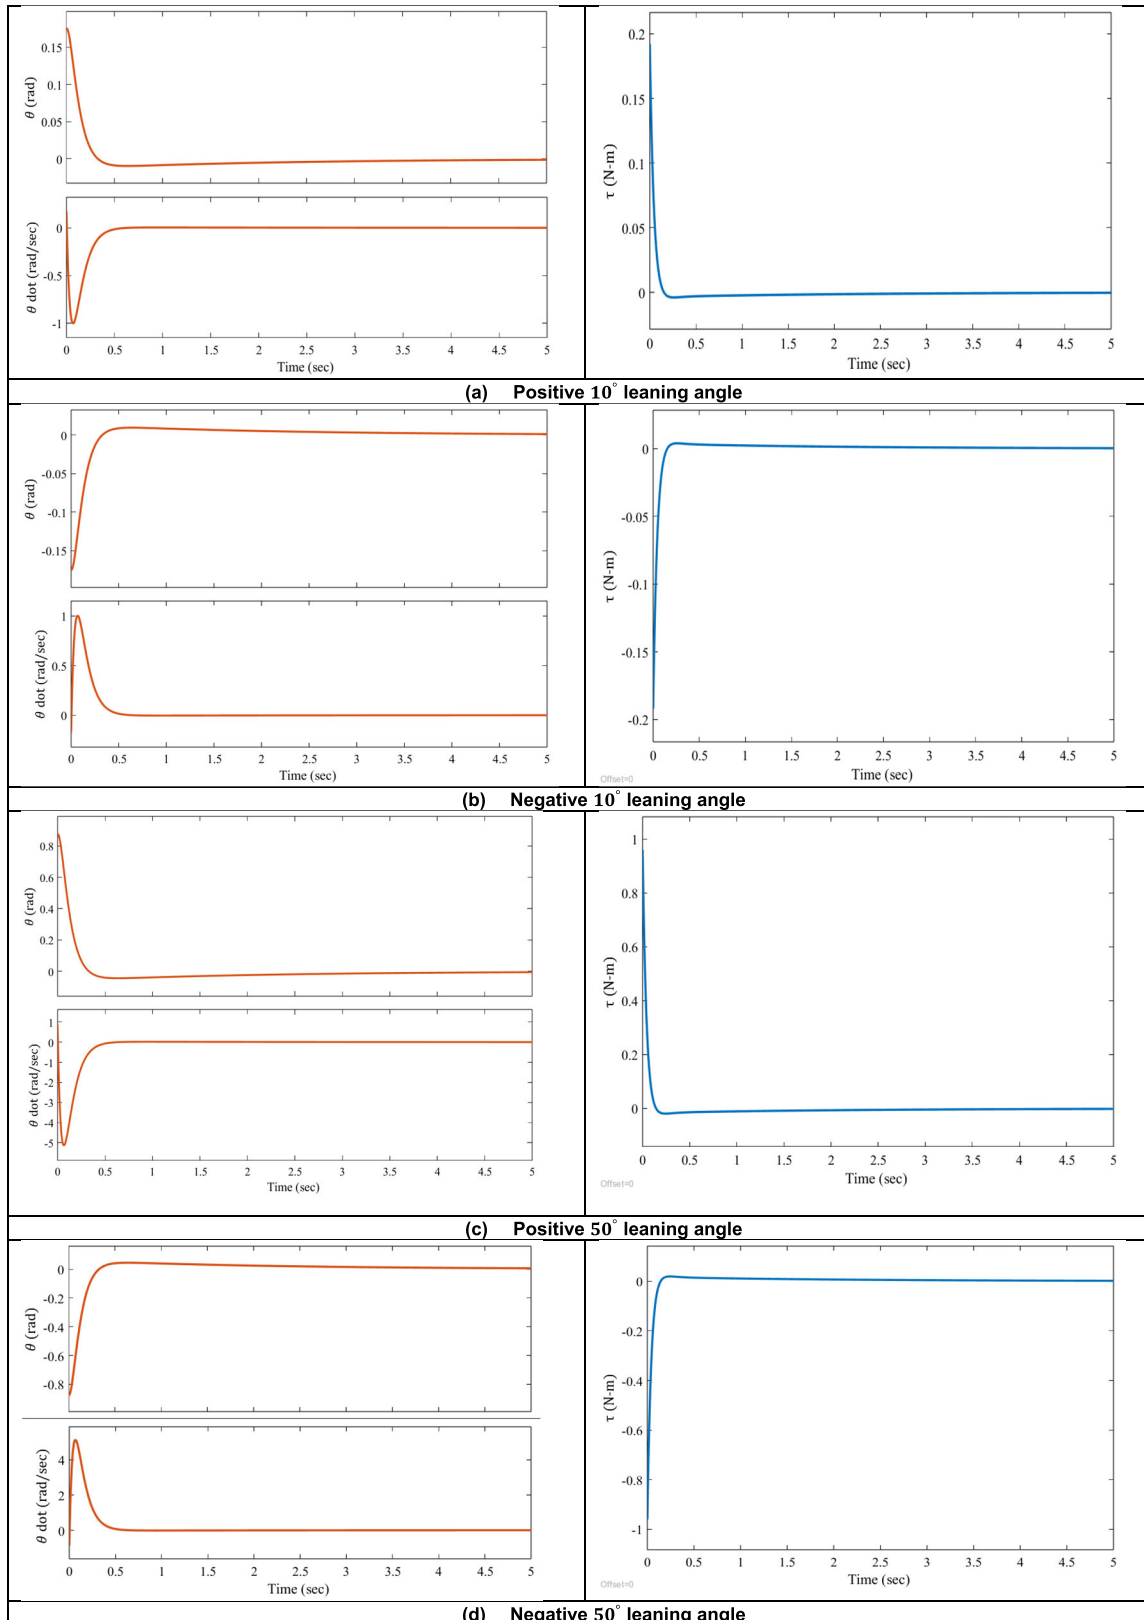 0.15
0.1
0.05
0
θ (rad)
0
-0.5
-1
θ dot (rad/sec)
0 0.5 1 1.5 2 2.5 3 3.5 4 4.5 5
Time (sec)
0.2
0.15
0.1
0.05
0
τ (N-m)
0 0.5 1 1.5 2 2.5 3 3.5 4 4.5 5
Time (sec)
(a) Positive 10° leaning angle
0
-0.05
-0.1
-0.15
θ (rad)
1
0.5
0
θ dot (rad/sec)
0 0.5 1 1.5 2 2.5 3 3.5 4 4.5 5
Time (sec)
0
-0.05
-0.1
-0.15
-0.2
τ (N-m)
0 0.5 1 1.5 2 2.5 3 3.5 4 4.5 5
Time (sec)
Offset=0
(b) Negative 10° leaning angle
0.8
0.6
0.4
0.2
0
θ (rad)
1
0
-1
-2
-3
-4
-5
θ dot (rad/sec)
0 0.5 1 1.5 2 2.5 3 3.5 4 4.5 5
Time (sec)
1
0.8
0.6
0.4
0.2
0
τ (N-m)
0 0.5 1 1.5 2 2.5 3 3.5 4 4.5 5
Time (sec)
Offset=0
(c) Positive 50° leaning angle
0
-0.2
-0.4
-0.6
-0.8
θ (rad)
4
2
0
θ dot (rad/sec)
0 0.5 1 1.5 2 2.5 3 3.5 4 4.5 5
Time (sec)
0
-0.2
-0.4
-0.6
-0.8
-1
τ (N-m)
0 0.5 1 1.5 2 2.5 3 3.5 4 4.5 5
Time (sec)
Offset=0
(d) Negative 50° leaning angle